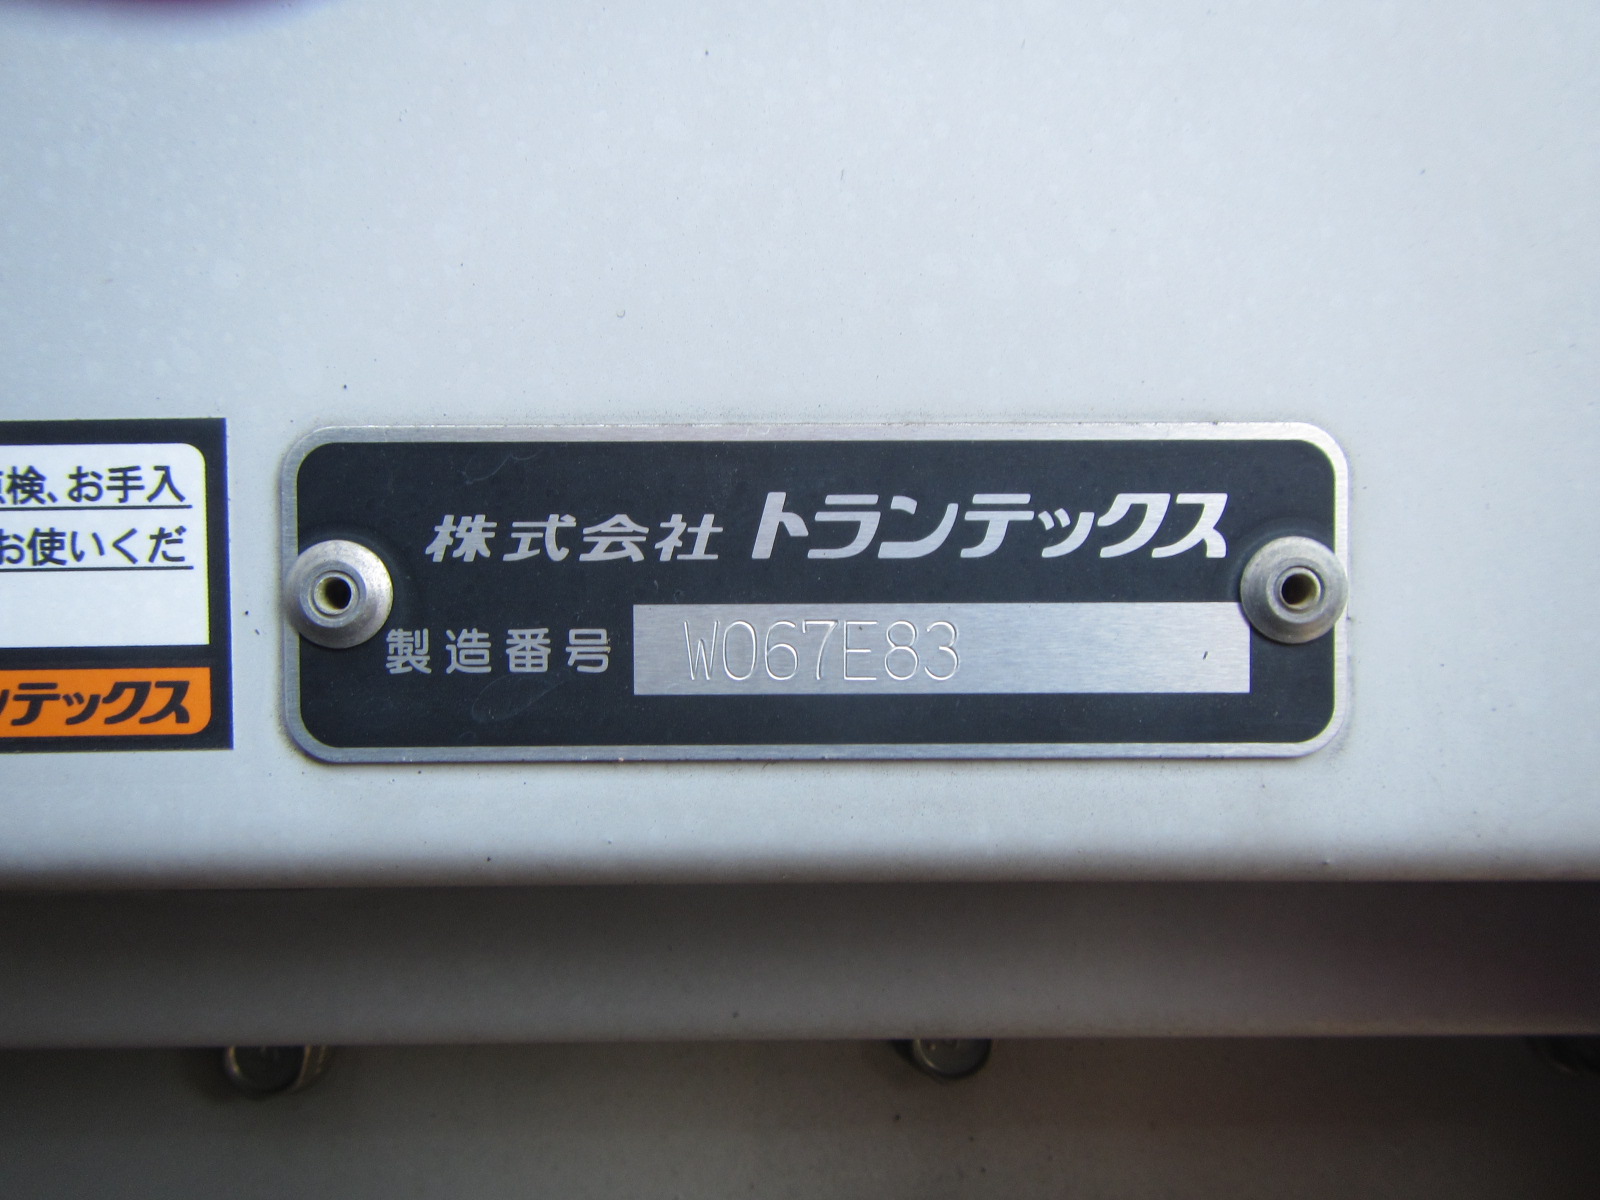 検、お手入
お使いくだ
ンテックス
株式会社 トランテックス
製造番号 W067E83